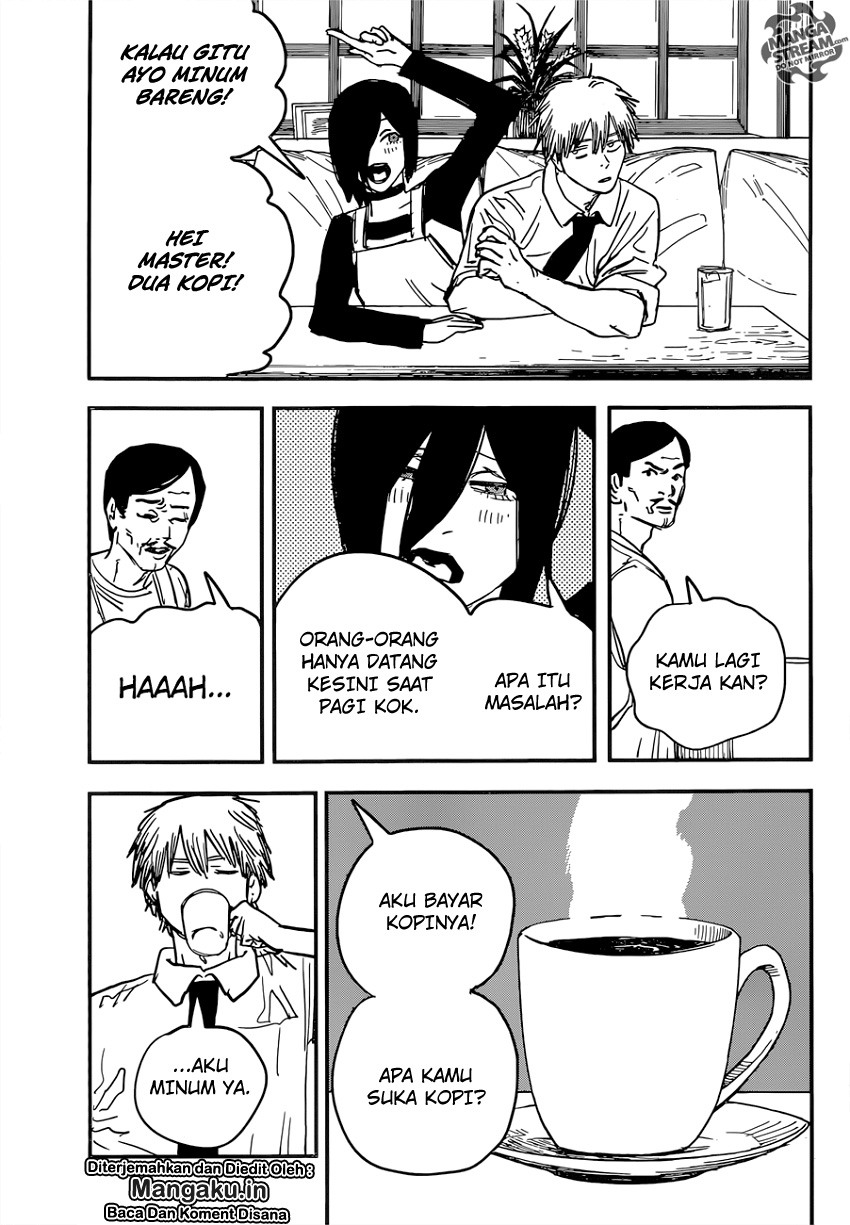 MANGA
STREAM.com
DO NOT MIRROR
KALAU GITU
AYO MINUM
BARENG!
HEI
MASTER!
DUA KOPI!
KAMU LAGI
KERJA KAN?
APA ITU
MASALAH?
ORANG-ORANG
HANYA DATANG
KESINI SAAT
PAGI KOK.
HAAAH...
AKU BAYAR
KOPINYA!
APA KAMU
SUKA KOPI?
...AKU
MINUM YA.
Diterjemahkan dan Diedit Oleh :
Mangaku.in
Baca Dan Koment Disana